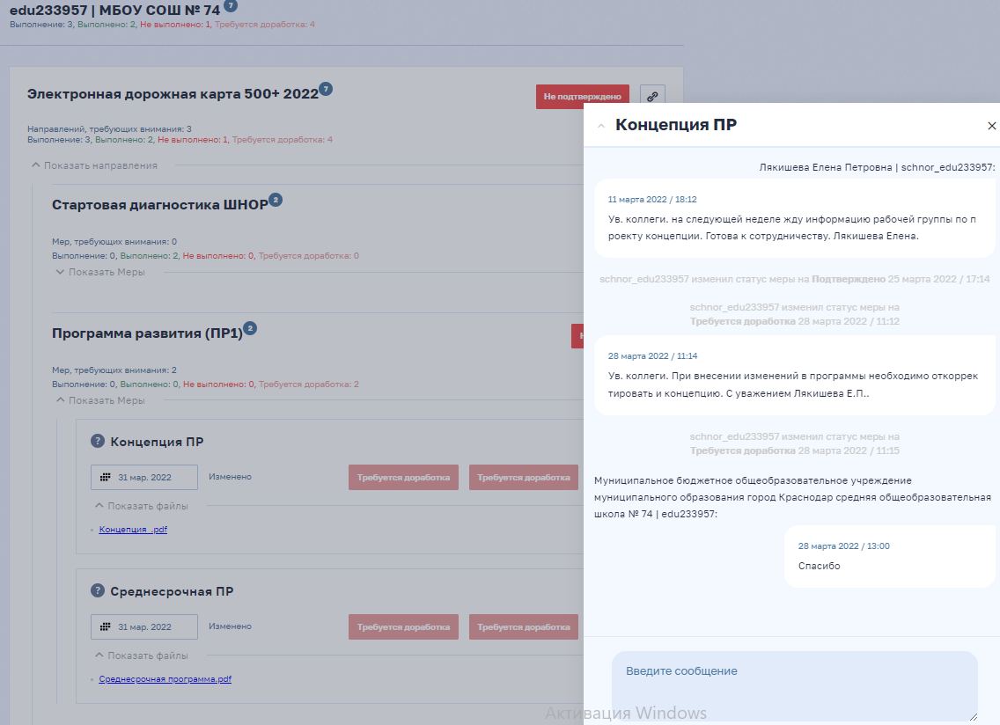 edu233957 | МБОУ СОШ № 74 7
Выполнение: 3, Выполнено: 2, Не выполнено: 1, Требуется доработка: 4
Электронная дорожная карта 500+ 2022 7
Не подтверждено
Направлений, требующих внимания: 3
Выполнение: 3, Выполнено: 2, Не выполнено: 1, Требуется доработка: 4
Показать направления
Стартовая диагностика ШНОР 2
Мер, требующих внимания: 0
Выполнение: 0, Выполнено: 2, Не выполнено: 0, Требуется доработка: 0
Показать Меры
Программа развития (ПР1) 2
Мер, требующих внимания: 2
Выполнение: 0, Выполнено: 0, Не выполнено: 0, Требуется доработка: 2
Показать Меры
? Концепция ПР
31 мар. 2022 Изменено Требуется доработка Требуется доработка
Показать файлы
Концепция_.pdf
? Среднесрочная ПР
31 мар. 2022 Изменено Требуется доработка Требуется доработка
Показать файлы
Среднесрочная программа.pdf
Концепция ПР
Лякишева Елена Петровна | schnor_edu233957:
11 марта 2022 / 18:12
Ув. коллеги. на следующей неделе жду информацию рабочей группы по п
роекту концепции. Готова к сотрудничеству. Лякишева Елена.
schnor_edu233957 изменил статус меры на Подтверждено 25 марта 2022 / 17:14
schnor_edu233957 изменил статус меры на
Требуется доработка 28 марта 2022 / 11:12
28 марта 2022 / 11:14
Ув. коллеги. При внесении изменений в программы необходимо откоррек
тировать и концепцию. С уважением Лякишева Е.П..
schnor_edu233957 изменил статус меры на
Требуется доработка 28 марта 2022 / 11:15
Муниципальное бюджетное общеобразовательное учреждение
муниципального образования город Краснодар средняя общеобразовательная
школа № 74 | edu233957:
28 марта 2022 / 13:00
Спасибо
Введите сообщение
Активация Windows